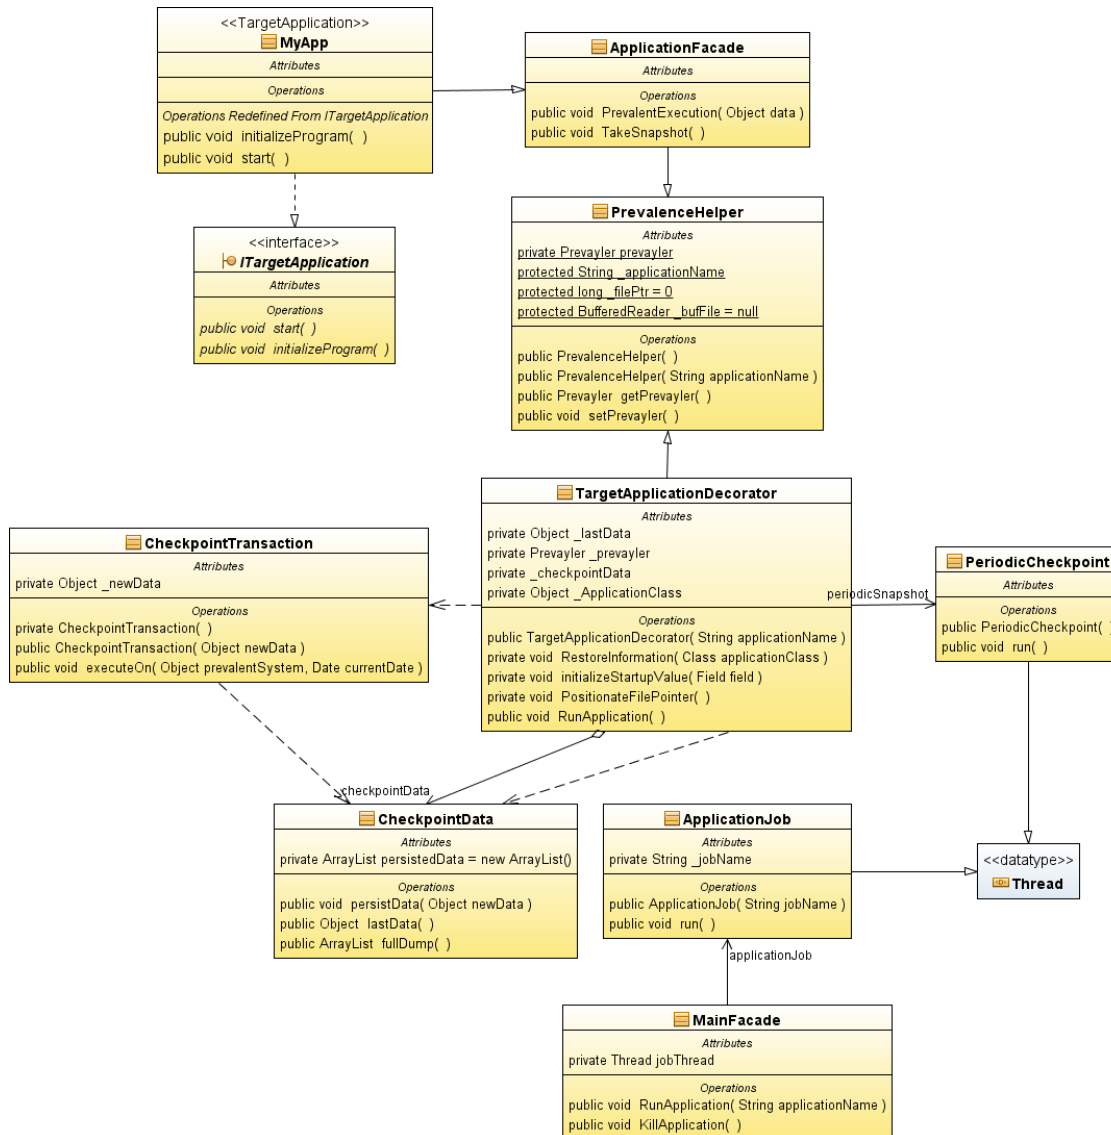 <<TargetApplication>>
MyApp
Attributes
Operations
Operations Redefined From ITargetApplication
public void initializeProgram( )
public void start( )
ApplicationFacade
Attributes
Operations
public void PrevalentExecution( Object data )
public void TakeSnapshot( )
<<interface>>
ITargetApplication
Attributes
Operations
public void start( )
public void initializeProgram( )
PrevalenceHelper
Attributes
private Prevayler prevayler
protected String _applicationName
protected long _filePtr = 0
protected BufferedReader _bufFile = null
Operations
public PrevalenceHelper( )
public PrevalenceHelper( String applicationName )
public Prevayler getPrevayler( )
public void setPrevayler( )
TargetApplicationDecorator
Attributes
private Object _lastData
private Prevayler _prevayler
private _checkpointData
private Object _ApplicationClass
Operations
public TargetApplicationDecorator( String applicationName )
private void RestoreInformation( Class applicationClass )
private void initializeStartupValue( Field field )
private void PositionateFilePointer( )
public void RunApplication( )
CheckpointTransaction
Attributes
private Object _newData
Operations
private CheckpointTransaction( )
public CheckpointTransaction( Object newData )
public void executeOn( Object prevalentSystem, Date currentDate )
periodicSnapshot
PeriodicCheckpoint
Attributes
Operations
public PeriodicCheckpoint( )
public void run( )
checkpointData
CheckpointData
Attributes
private ArrayList persistedData = new ArrayList()
Operations
public void persistData( Object newData )
public Object lastData( )
public ArrayList fullDump( )
ApplicationJob
Attributes
private String _jobName
Operations
public ApplicationJob( String jobName )
public void run( )
<<datatype>>
Thread
applicationJob
MainFacade
Attributes
private Thread jobThread
Operations
public void RunApplication( String applicationName )
public void KillApplication( )